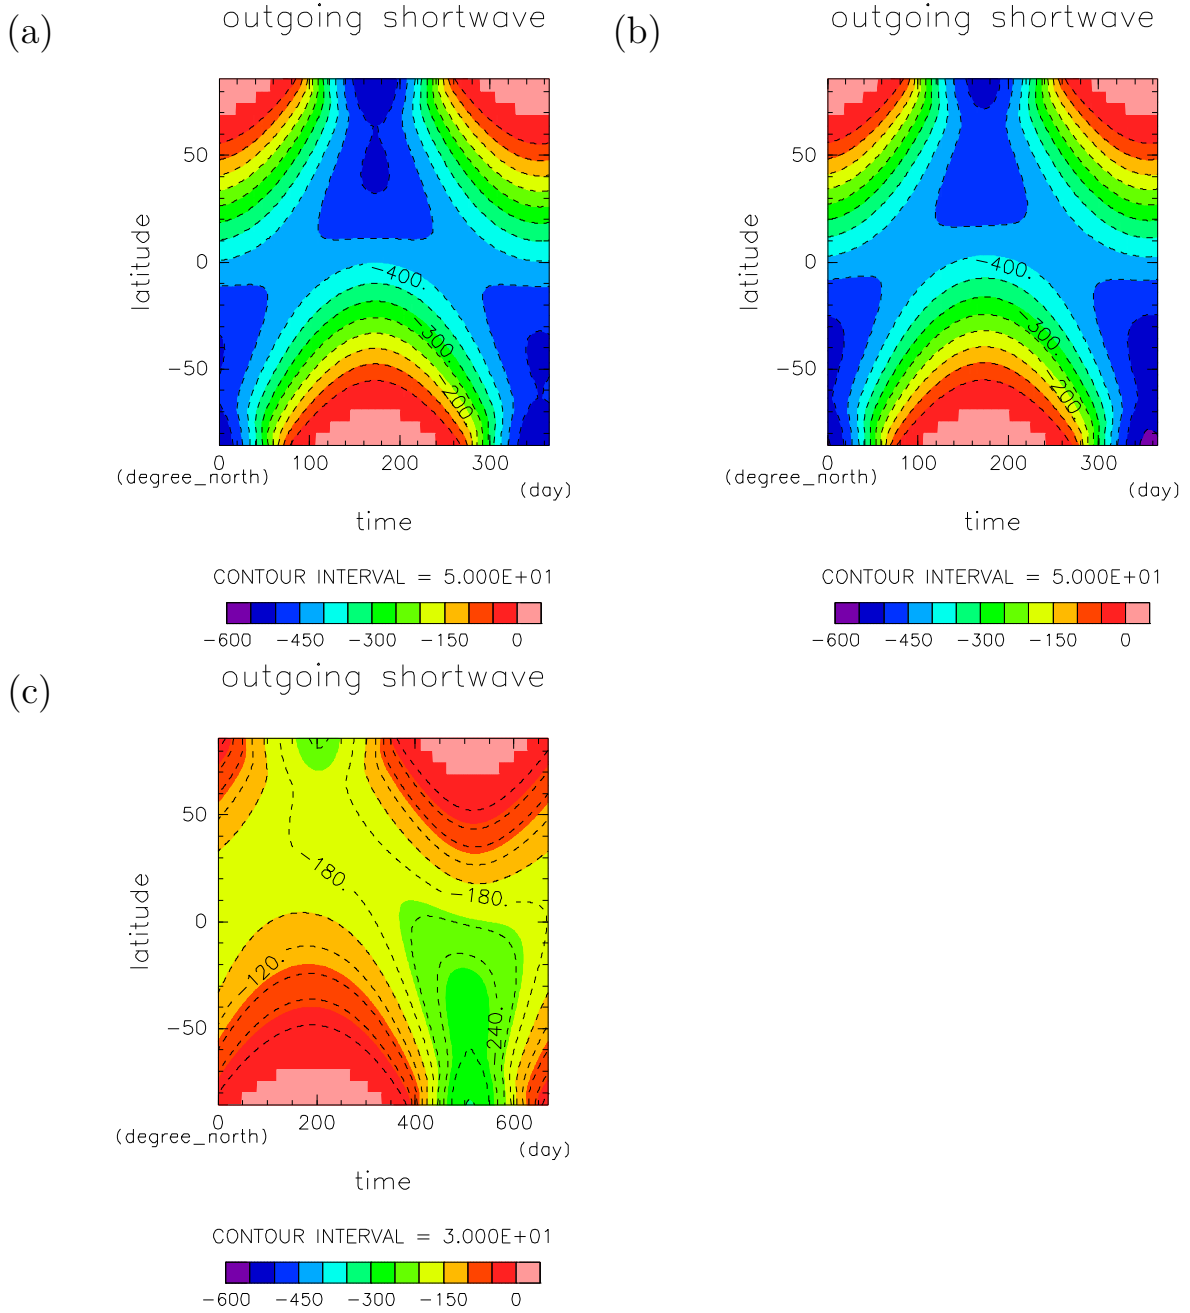 (a)
outgoing shortwave
50
0
−50
latitude
−400.
−300.
−200.
0 100 200 300
(degree_north)
(day)
time
CONTOUR INTERVAL = 5.000E+01
−600 −450 −300 −150 0
(b)
outgoing shortwave
50
0
−50
latitude
−400.
−300.
−200.
0 100 200 300
(degree_north)
(day)
time
CONTOUR INTERVAL = 5.000E+01
−600 −450 −300 −150 0
(c)
outgoing shortwave
50
0
−50
latitude
−180.
−180.
−120.
−240.
0 200 400 600
(degree_north)
(day)
time
CONTOUR INTERVAL = 3.000E+01
−600 −450 −300 −150 0